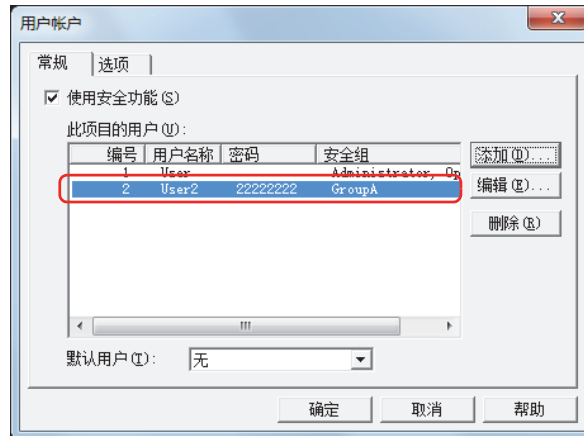 用户帐户
常规 选项
使用安全功能(S)
此项目的用户(U):
编号 用户名称 密码 安全组
1 User Administrator, Op
2 User2 22222222 GroupA
添加(D)...
编辑(E)...
删除(R)
默认用户(T): 无
确定 取消 帮助